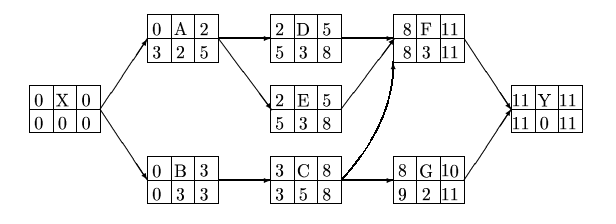 0 A 2
3 2 5
2 D 5
5 3 8
8 F 11
8 3 11
0 X 0
0 0 0
2 E 5
5 3 8
11 Y 11
11 0 11
0 B 3
0 3 3
3 C 8
3 5 8
8 G 10
9 2 11